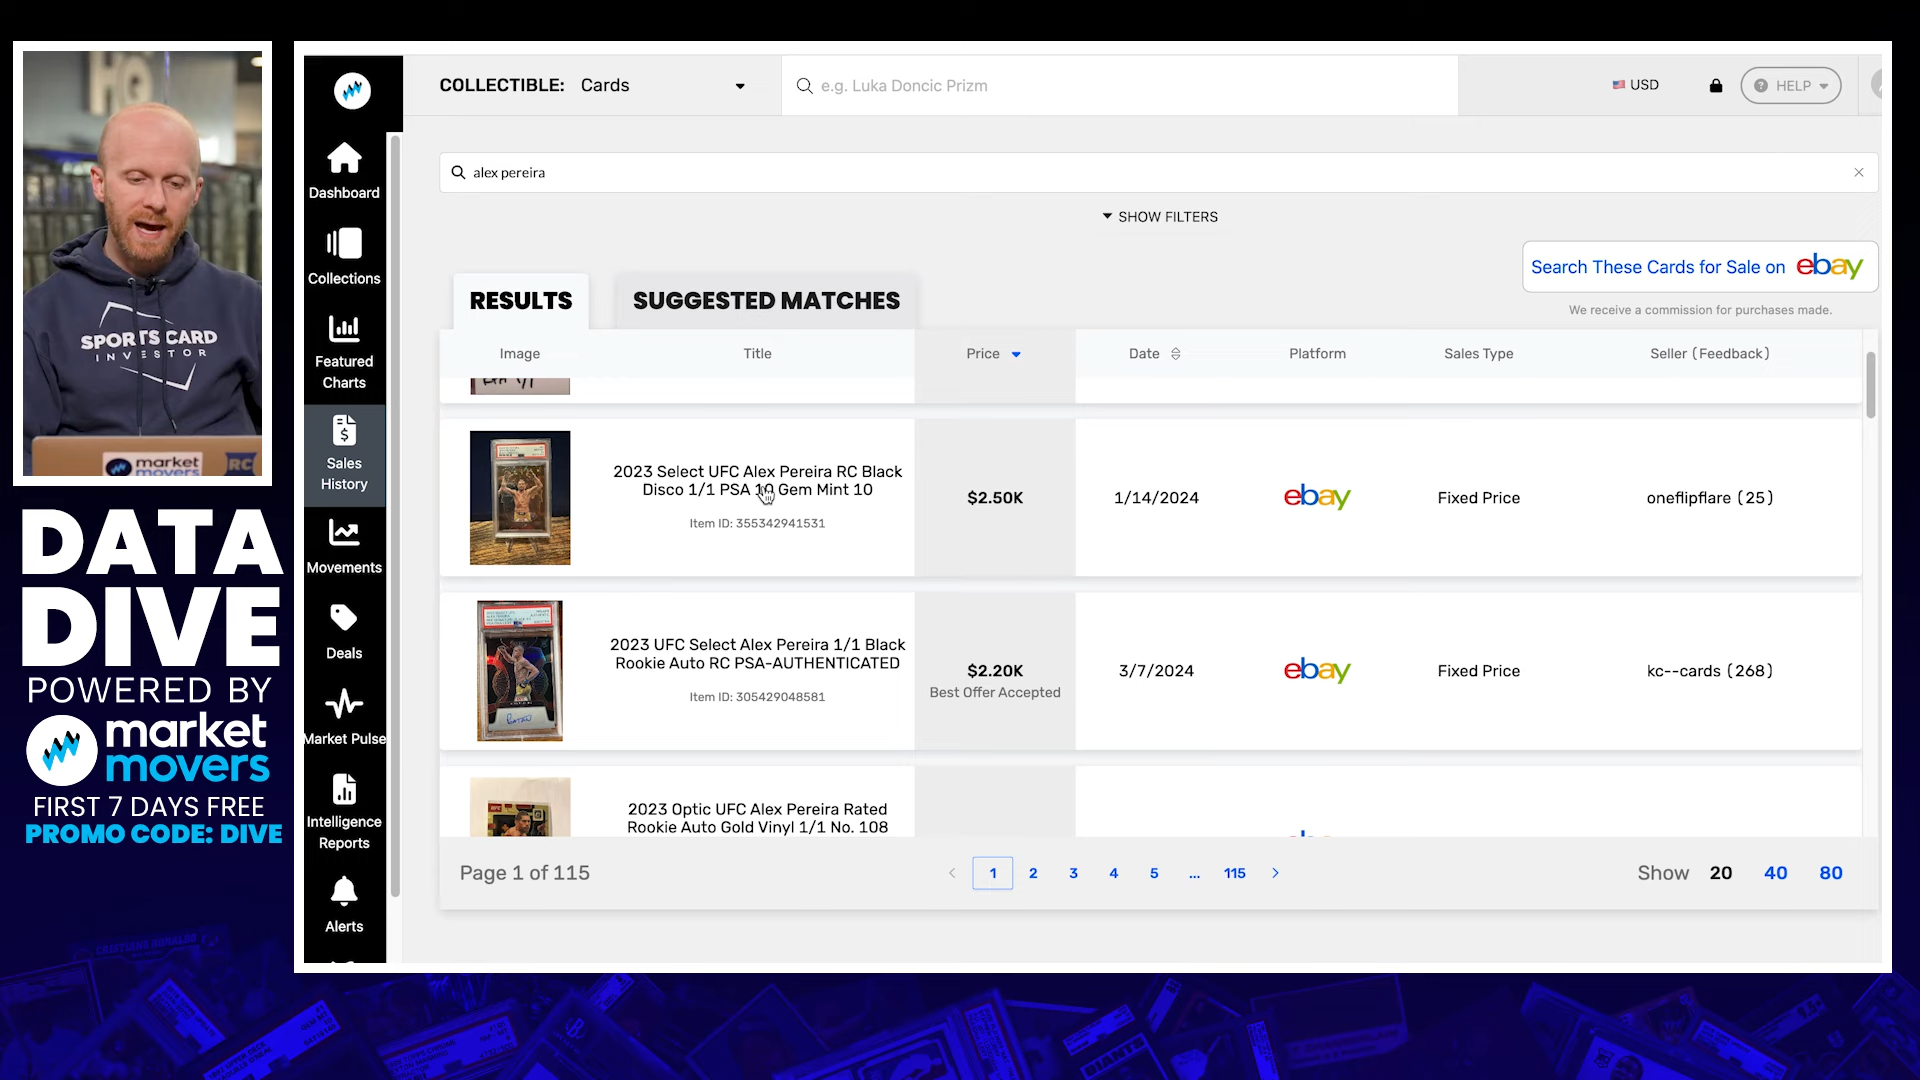 HQ
SPORTS CARD
INVESTOR
market
movers
RC
DATA
DIVE
POWERED BY
market
movers
FIRST 7 DAYS FREE
PROMO CODE: DIVE
Dashboard
Collections
Featured
Charts
Sales
History
Movements
Deals
Market Pulse
Intelligence
Reports
Alerts
COLLECTIBLE: Cards
e.g. Luka Doncic Prizm
USD
HELP
alex pereira
SHOW FILTERS
Search These Cards for Sale on ebay
We receive a commission for purchases made.
RESULTS
SUGGESTED MATCHES
Image
Title
Price
Date
Platform
Sales Type
Seller (Feedback)
2023 Select UFC Alex Pereira RC Black
Disco 1/1 PSA 10 Gem Mint 10
Item ID: 355342941531
$2.50K
1/14/2024
ebay
Fixed Price
oneflipflare (25)
2023 UFC Select Alex Pereira 1/1 Black
Rookie Auto RC PSA-AUTHENTICATED
Item ID: 305429048581
$2.20K
Best Offer Accepted
3/7/2024
ebay
Fixed Price
kc--cards (268)
2023 Optic UFC Alex Pereira Rated
Rookie Auto Gold Vinyl 1/1 No. 108
Page 1 of 115
1 2 3 4 5 ... 115
Show 20 40 80
CRISTIANO RONALDO
GIANTS